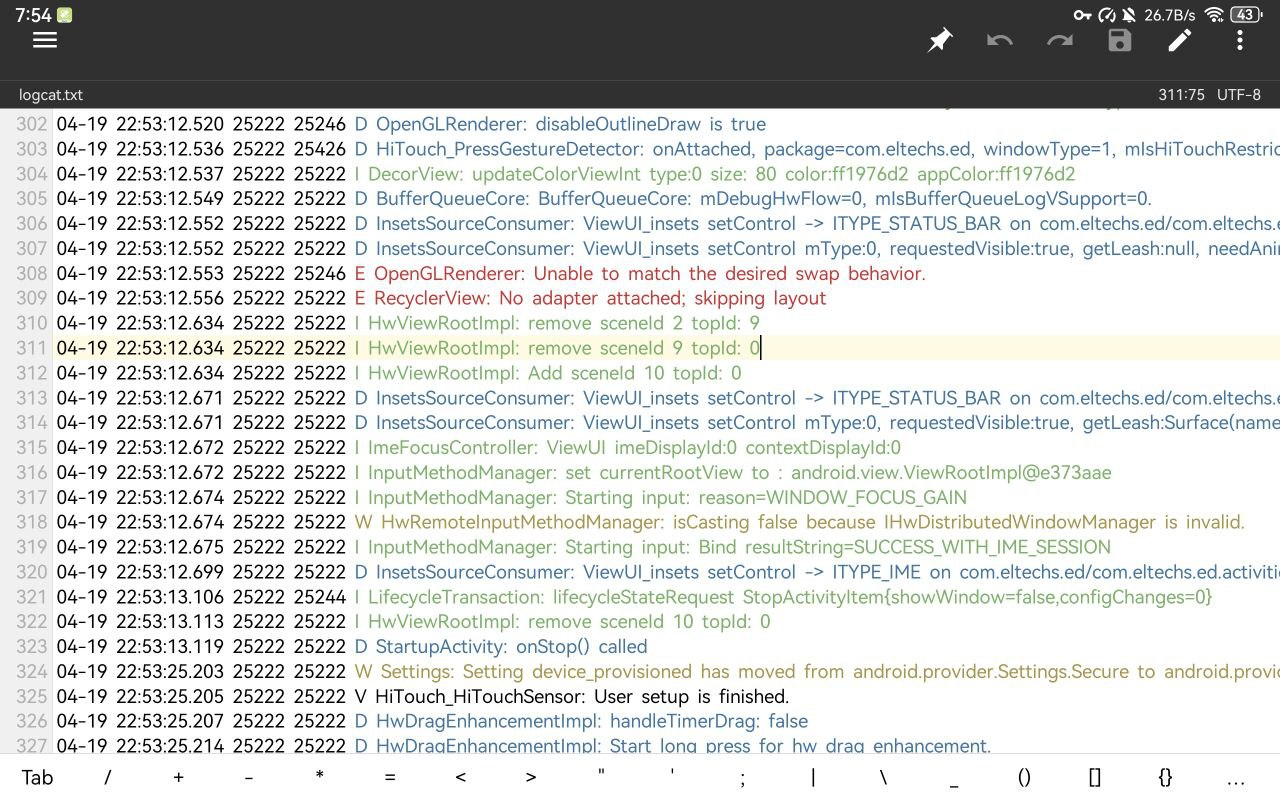 7:54 26.7B/s 43
logcat.txt 311:75 UTF-8
302 04-19 22:53:12.520 25222 25246 D OpenGLRenderer: disableOutlineDraw is true
303 04-19 22:53:12.536 25222 25426 D HiTouch_PressGestureDetector: onAttached, package=com.eltechs.ed, windowType=1, mIsHiTouchRestric
304 04-19 22:53:12.537 25222 25222 I DecorView: updateColorViewInt type:0 size: 80 color:ff1976d2 appColor:ff1976d2
305 04-19 22:53:12.549 25222 25222 D BufferQueueCore: BufferQueueCore: mDebugHwFlow=0, mIsBufferQueueLogVSupport=0.
306 04-19 22:53:12.552 25222 25222 D InsetsSourceConsumer: ViewUI_insets setControl -> ITYPE_STATUS_BAR on com.eltechs.ed/com.eltechs.e
307 04-19 22:53:12.552 25222 25222 D InsetsSourceConsumer: ViewUI_insets setControl mType:0, requestedVisible:true, getLeash:null, needAnim
308 04-19 22:53:12.553 25222 25246 E OpenGLRenderer: Unable to match the desired swap behavior.
309 04-19 22:53:12.556 25222 25222 E RecyclerView: No adapter attached; skipping layout
310 04-19 22:53:12.634 25222 25222 I HwViewRootImpl: remove sceneId 2 topId: 9
311 04-19 22:53:12.634 25222 25222 I HwViewRootImpl: remove sceneId 9 topId: 0
312 04-19 22:53:12.634 25222 25222 I HwViewRootImpl: Add sceneId 10 topId: 0
313 04-19 22:53:12.671 25222 25222 D InsetsSourceConsumer: ViewUI_insets setControl -> ITYPE_STATUS_BAR on com.eltechs.ed/com.eltechs.e
314 04-19 22:53:12.671 25222 25222 D InsetsSourceConsumer: ViewUI_insets setControl mType:0, requestedVisible:true, getLeash:Surface(name
315 04-19 22:53:12.672 25222 25222 I ImeFocusController: ViewUI imeDisplayId:0 contextDisplayId:0
316 04-19 22:53:12.672 25222 25222 I InputMethodManager: set currentRootView to : android.view.ViewRootImpl@e373aae
317 04-19 22:53:12.674 25222 25222 I InputMethodManager: Starting input: reason=WINDOW_FOCUS_GAIN
318 04-19 22:53:12.674 25222 25222 W HwRemoteInputMethodManager: isCasting false because IHwDistributedWindowManager is invalid.
319 04-19 22:53:12.675 25222 25222 I InputMethodManager: Starting input: Bind resultString=SUCCESS_WITH_IME_SESSION
320 04-19 22:53:12.699 25222 25222 D InsetsSourceConsumer: ViewUI_insets setControl -> ITYPE_IME on com.eltechs.ed/com.eltechs.ed.activitie
321 04-19 22:53:13.106 25222 25244 I LifecycleTransaction: lifecycleStateRequest StopActivityItem{showWindow=false,configChanges=0}
322 04-19 22:53:13.113 25222 25222 I HwViewRootImpl: remove sceneId 10 topId: 0
323 04-19 22:53:13.119 25222 25222 D StartupActivity: onStop() called
324 04-19 22:53:25.203 25222 25222 W Settings: Setting device_provisioned has moved from android.provider.Settings.Secure to android.provid
325 04-19 22:53:25.205 25222 25222 V HiTouch_HiTouchSensor: User setup is finished.
326 04-19 22:53:25.207 25222 25222 D HwDragEnhancementImpl: handleTimerDrag: false
327 04-19 22:53:25.214 25222 25222 D HwDragEnhancementImpl: Start long press for hw drag enhancement.
Tab / + - * = < > " ' ; | \ _ () [] {} ...